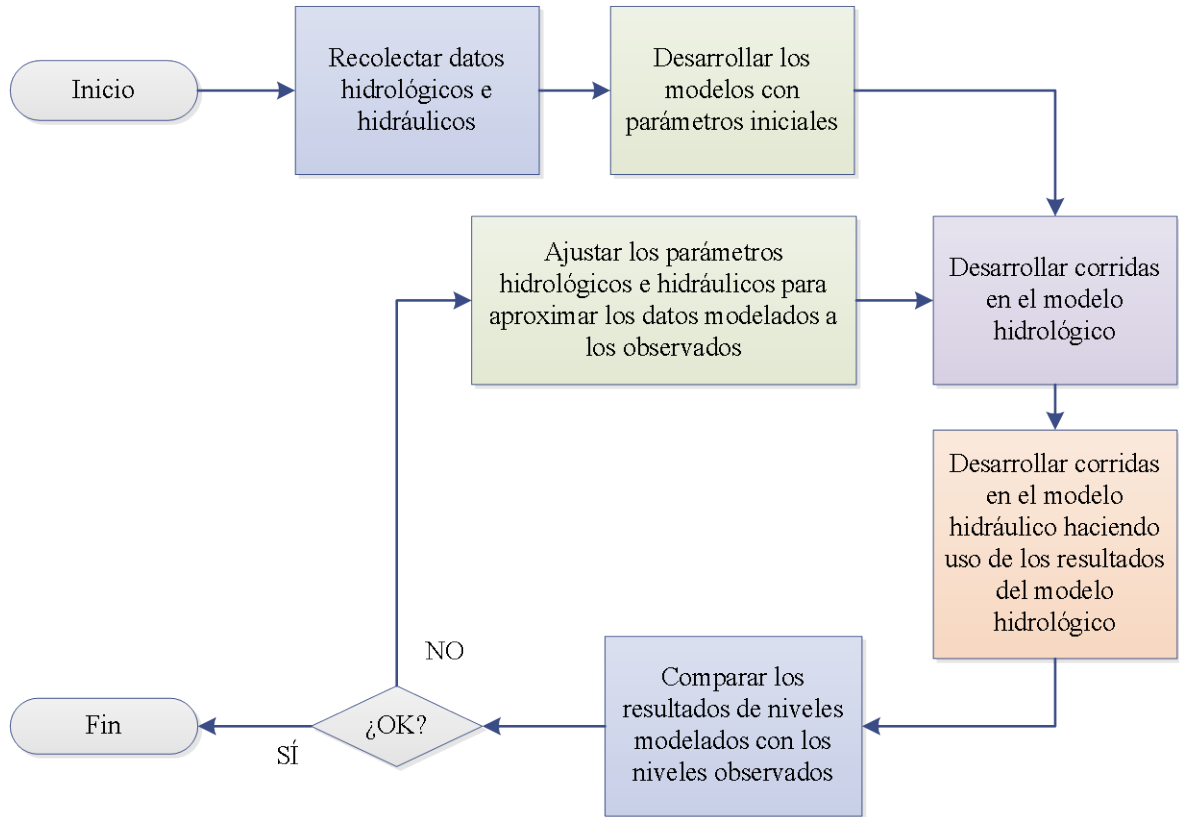 Inicio
Recolectar datos
hidrológicos e
hidráulicos
Desarrollar los
modelos con
parámetros iniciales
Ajustar los parámetros
hidrológicos e hidráulicos para
aproximar los datos modelados a
los observados
Desarrollar corridas
en el modelo
hidrológico
Desarrollar corridas
en el modelo
hidráulico haciendo
uso de los resultados
del modelo
hidrológico
Comparar los
resultados de niveles
modelados con los
niveles observados
¿OK?
NO
SÍ
Fin